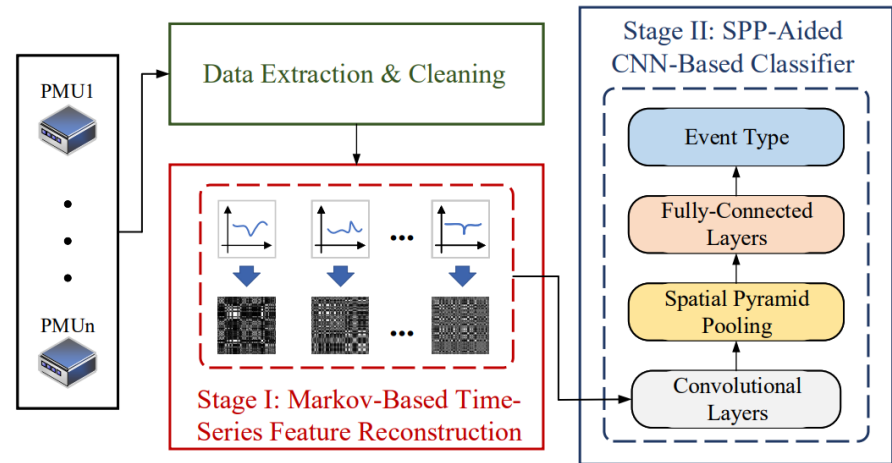 PMU1
PMUn
Data Extraction & Cleaning
...
...
Stage I: Markov-Based Time-
Series Feature Reconstruction
Stage II: SPP-Aided
CNN-Based Classifier
Event Type
Fully-Connected
Layers
Spatial Pyramid
Pooling
Convolutional
Layers